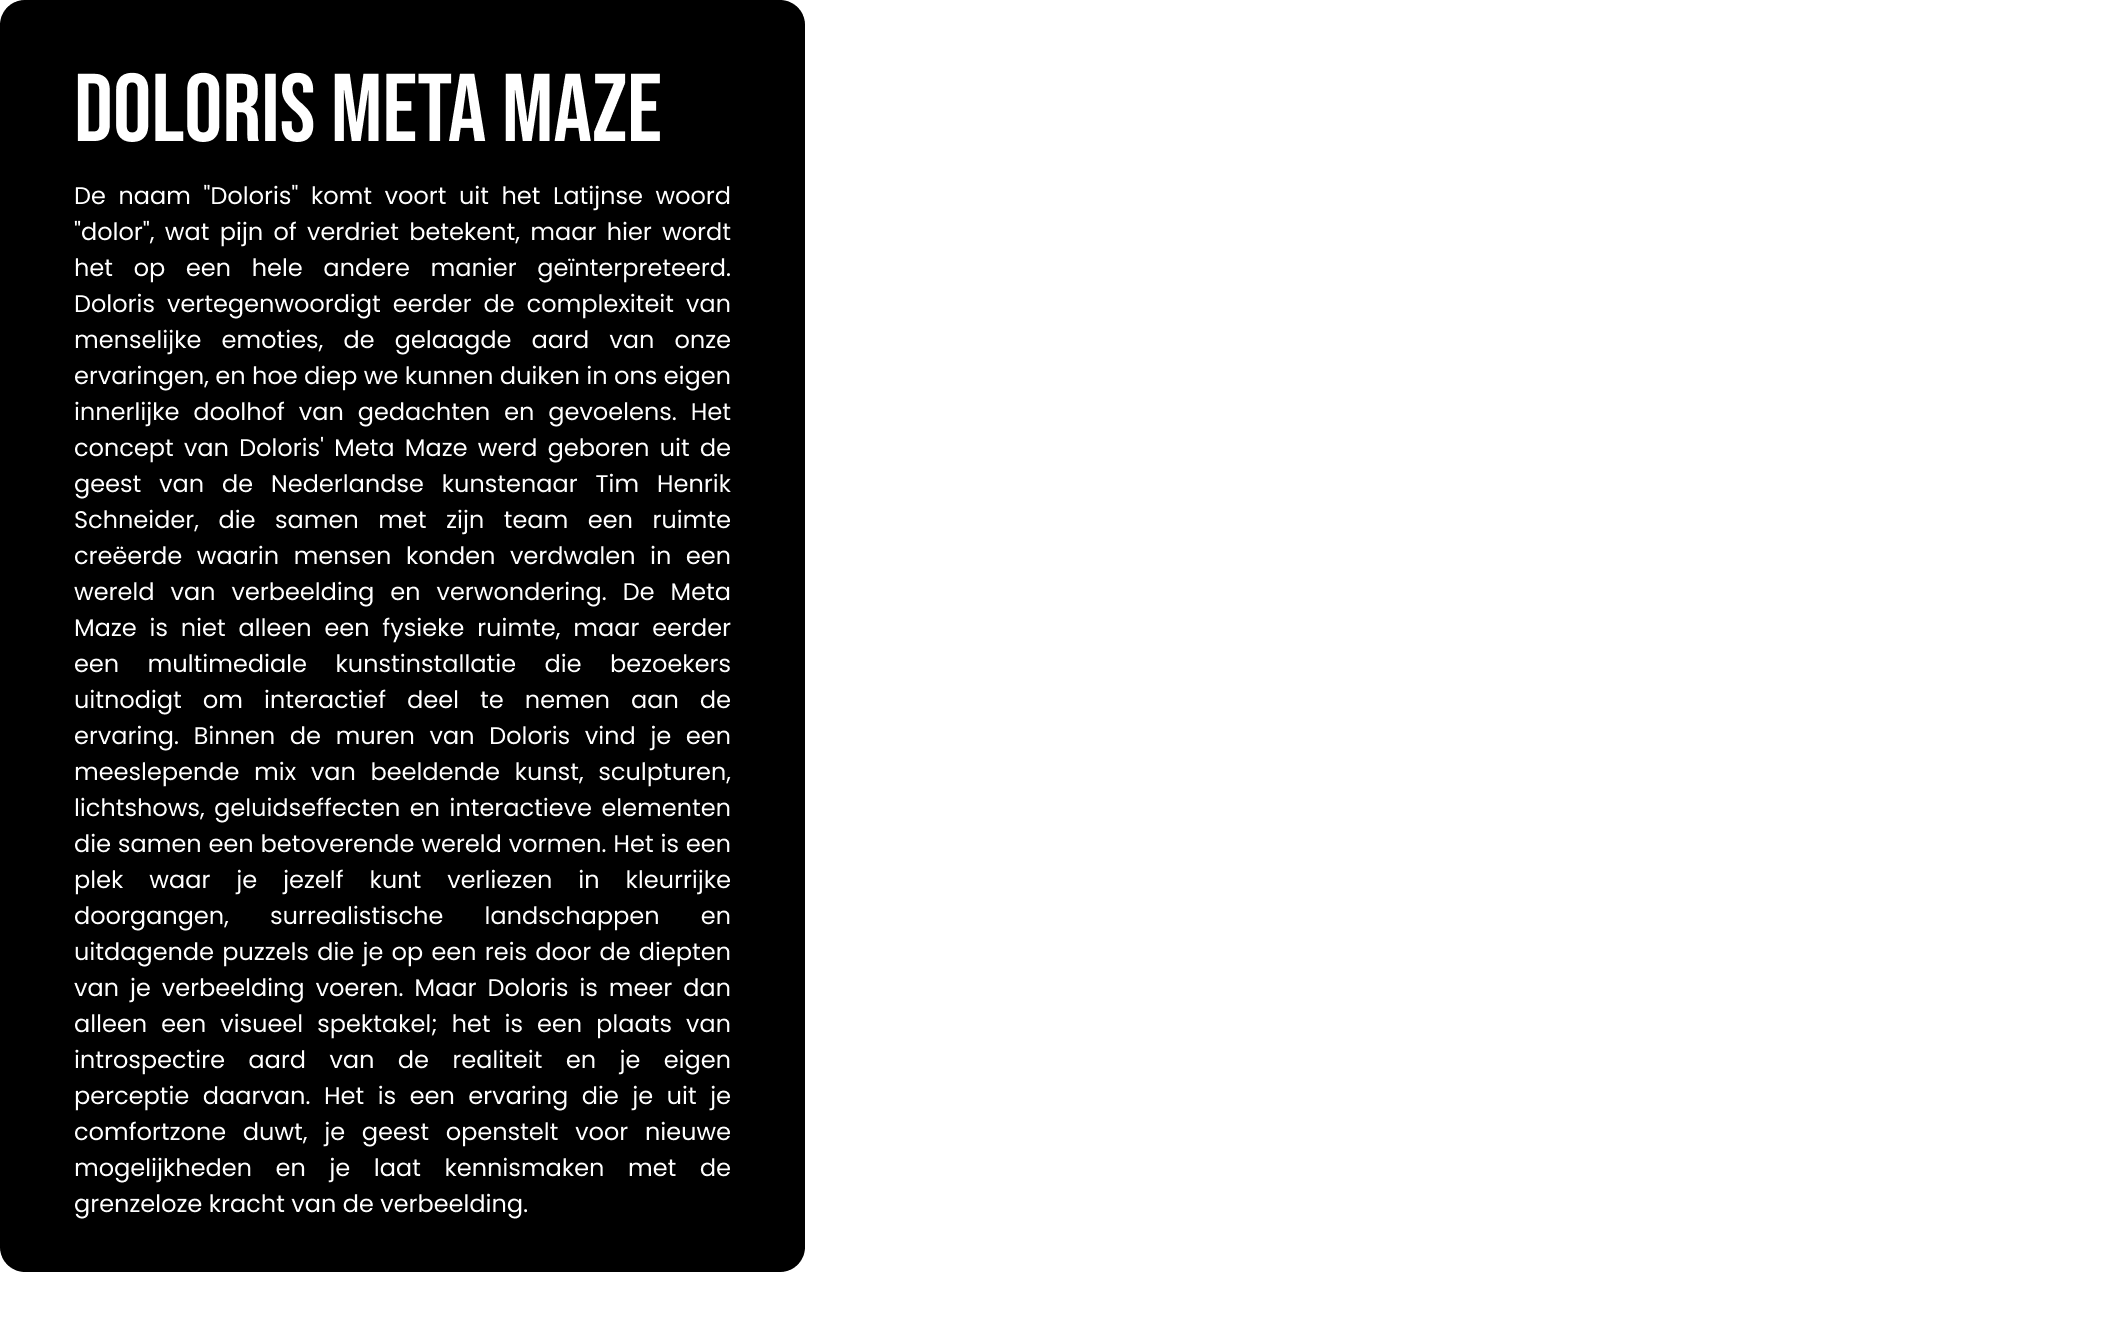 DOLORIS META MAZE
De naam "Doloris" komt voort uit het Latijnse woord
"dolor", wat pijn of verdriet betekent, maar hier wordt
het op een hele andere manier geïnterpreteerd.
Doloris vertegenwoordigt eerder de complexiteit van
menselijke emoties, de gelaagde aard van onze
ervaringen, en hoe diep we kunnen duiken in ons eigen
innerlijke doolhof van gedachten en gevoelens. Het
concept van Doloris' Meta Maze werd geboren uit de
geest van de Nederlandse kunstenaar Tim Henrik
Schneider, die samen met zijn team een ruimte
creëerde waarin mensen konden verdwalen in een
wereld van verbeelding en verwondering. De Meta
Maze is niet alleen een fysieke ruimte, maar eerder
een multimediale kunstinstallatie die bezoekers
uitnodigt om interactief deel te nemen aan de
ervaring. Binnen de muren van Doloris vind je een
meeslepende mix van beeldende kunst, sculpturen,
lichtshows, geluidseffecten en interactieve elementen
die samen een betoverende wereld vormen. Het is een
plek waar je jezelf kunt verliezen in kleurrijke
doorgangen, surrealistische landschappen en
uitdagende puzzels die je op een reis door de diepten
van je verbeelding voeren. Maar Doloris is meer dan
alleen een visueel spektakel; het is een plaats van
introspectire aard van de realiteit en je eigen
perceptie daarvan. Het is een ervaring die je uit je
comfortzone duwt, je geest openstelt voor nieuwe
mogelijkheden en je laat kennismaken met de
grenzeloze kracht van de verbeelding.